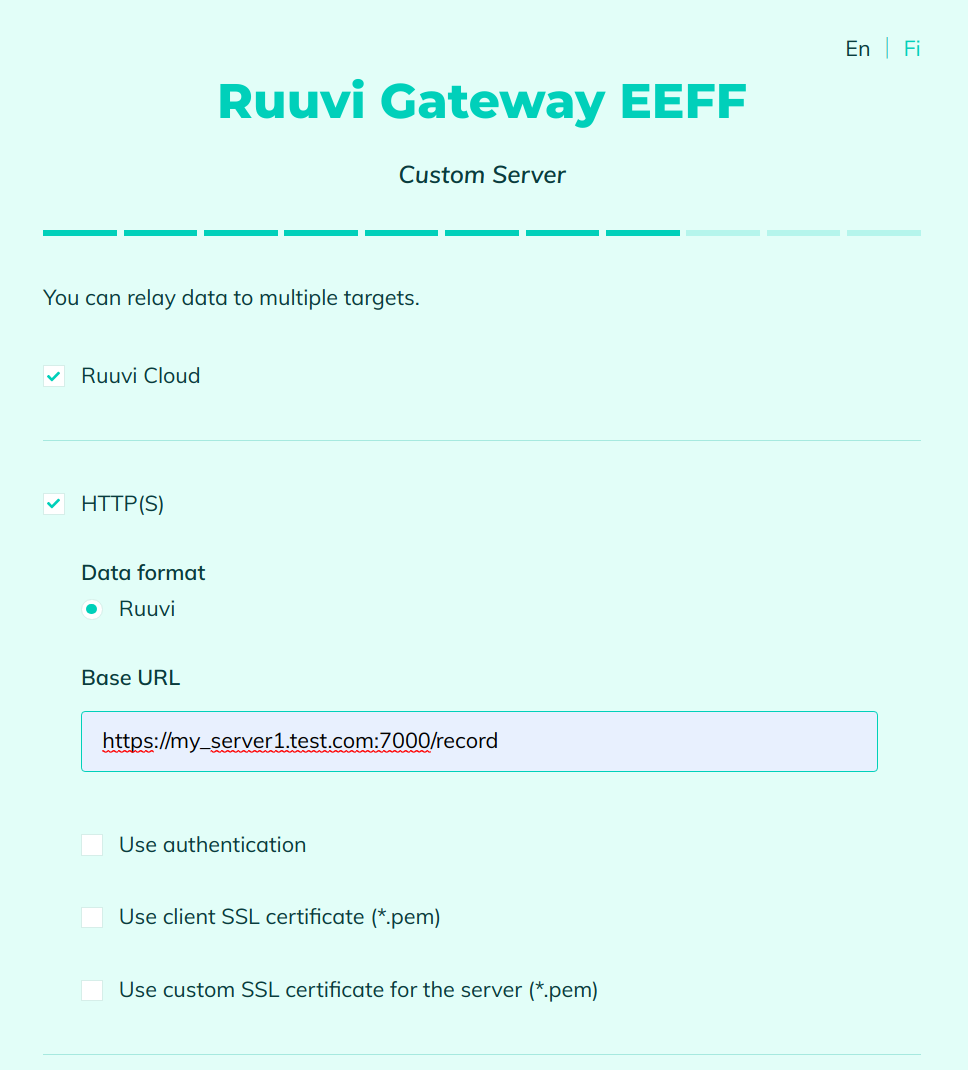 En | Fi
Ruuvi Gateway EEFF
Custom Server
You can relay data to multiple targets.
Ruuvi Cloud
HTTP(S)
Data format
Ruuvi
Base URL
https://my_server1.test.com:7000/record
Use authentication
Use client SSL certificate (*.pem)
Use custom SSL certificate for the server (*.pem)